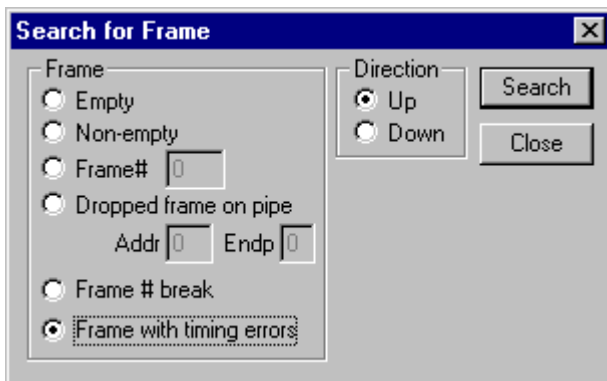 Search for Frame
Frame
Empty
Non-empty
Frame# 0
Dropped frame on pipe
Addr 0 Endp 0
Frame # break
Frame with timing errors
Direction
Up
Down
Search
Close